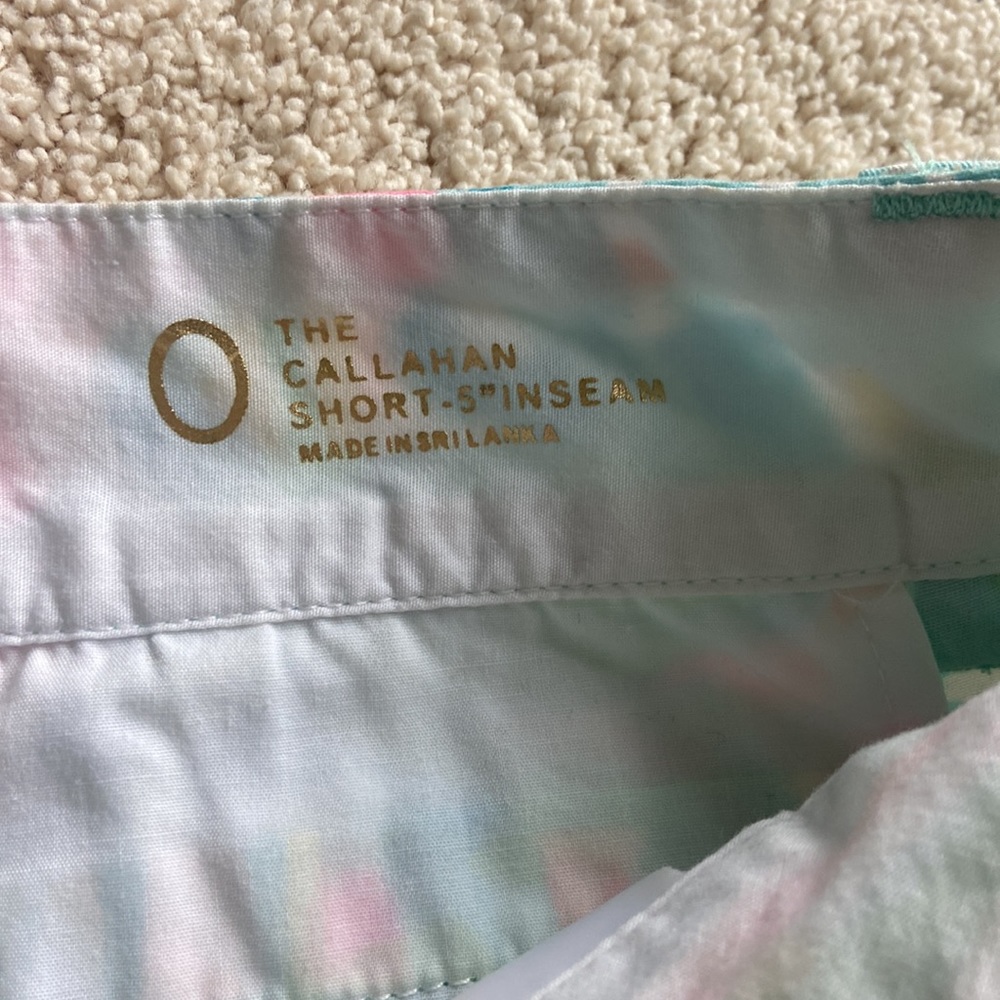 0
THE
CALLAHAN
SHORT-5"INSEAM
MADE IN SRI LANKA